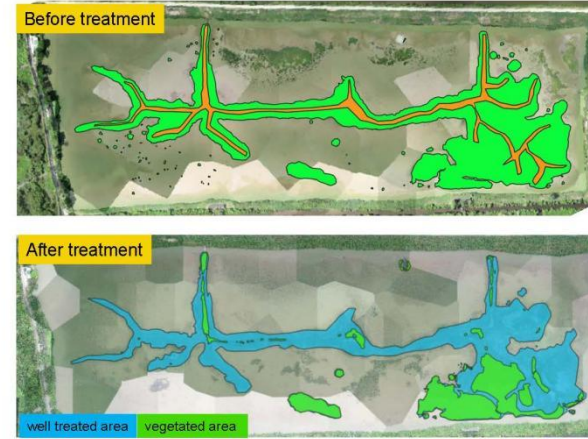 Before treatment
After treatment
well treated area
vegetated area